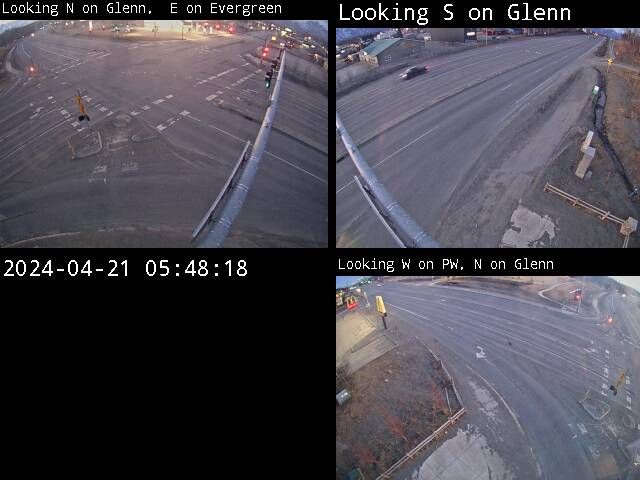 Looking N on Glenn,  E on Evergreen
Looking S on Glenn
2024-04-21 05:48:18
Looking W on PW, N on Glenn